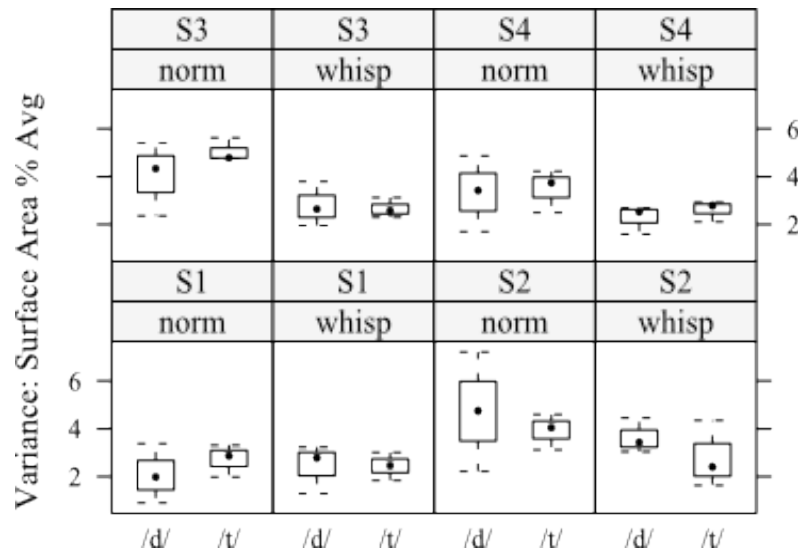 Variance: Surface Area % Avg
S3 S3 S4 S4
norm whisp norm whisp
6
4
2
S1 S1 S2 S2
norm whisp norm whisp
6
4
2
/d/ /t/ /d/ /t/ /d/ /t/ /d/ /t/